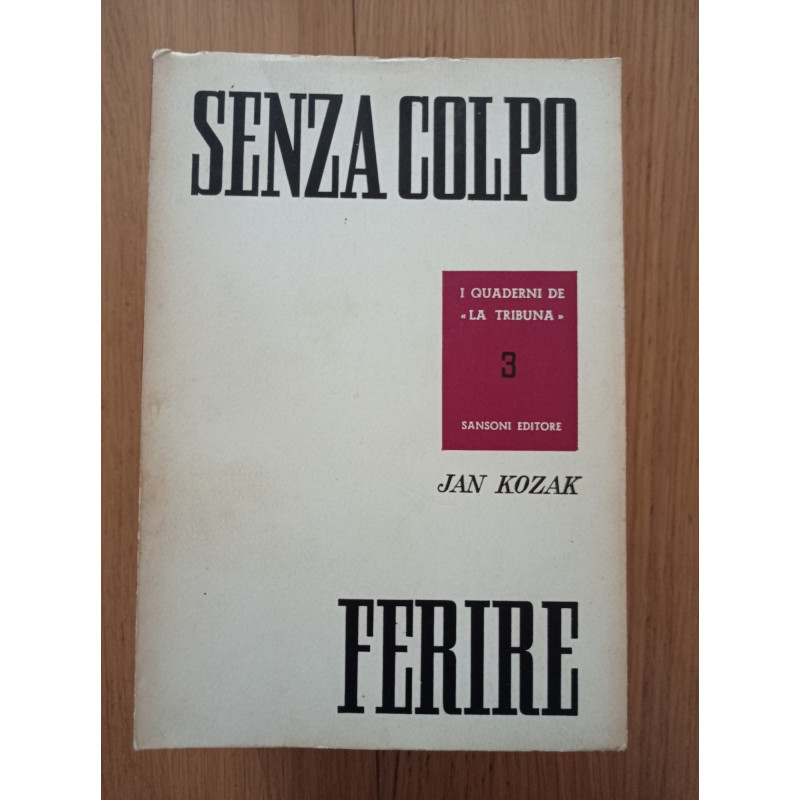 SENZA COLPO
I QUADERNI DE
«LA TRIBUNA»
3
SANSONI EDITORE
JAN KOZAK
FERIRE